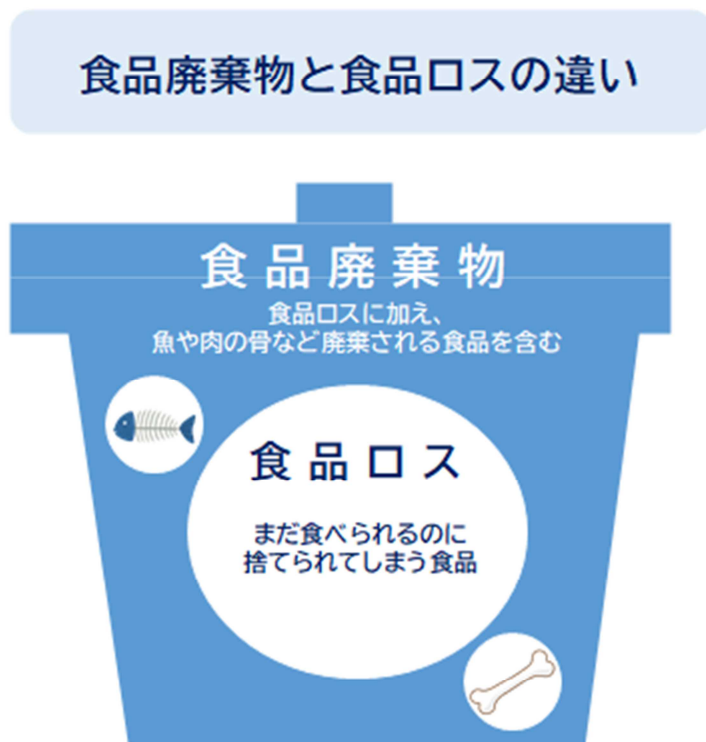 食品廃棄物と食品ロスの違い
食品廃棄物
食品ロスに加え、
魚や肉の骨など廃棄される食品を含む
食品ロス
まだ食べられるのに
捨てられてしまう食品